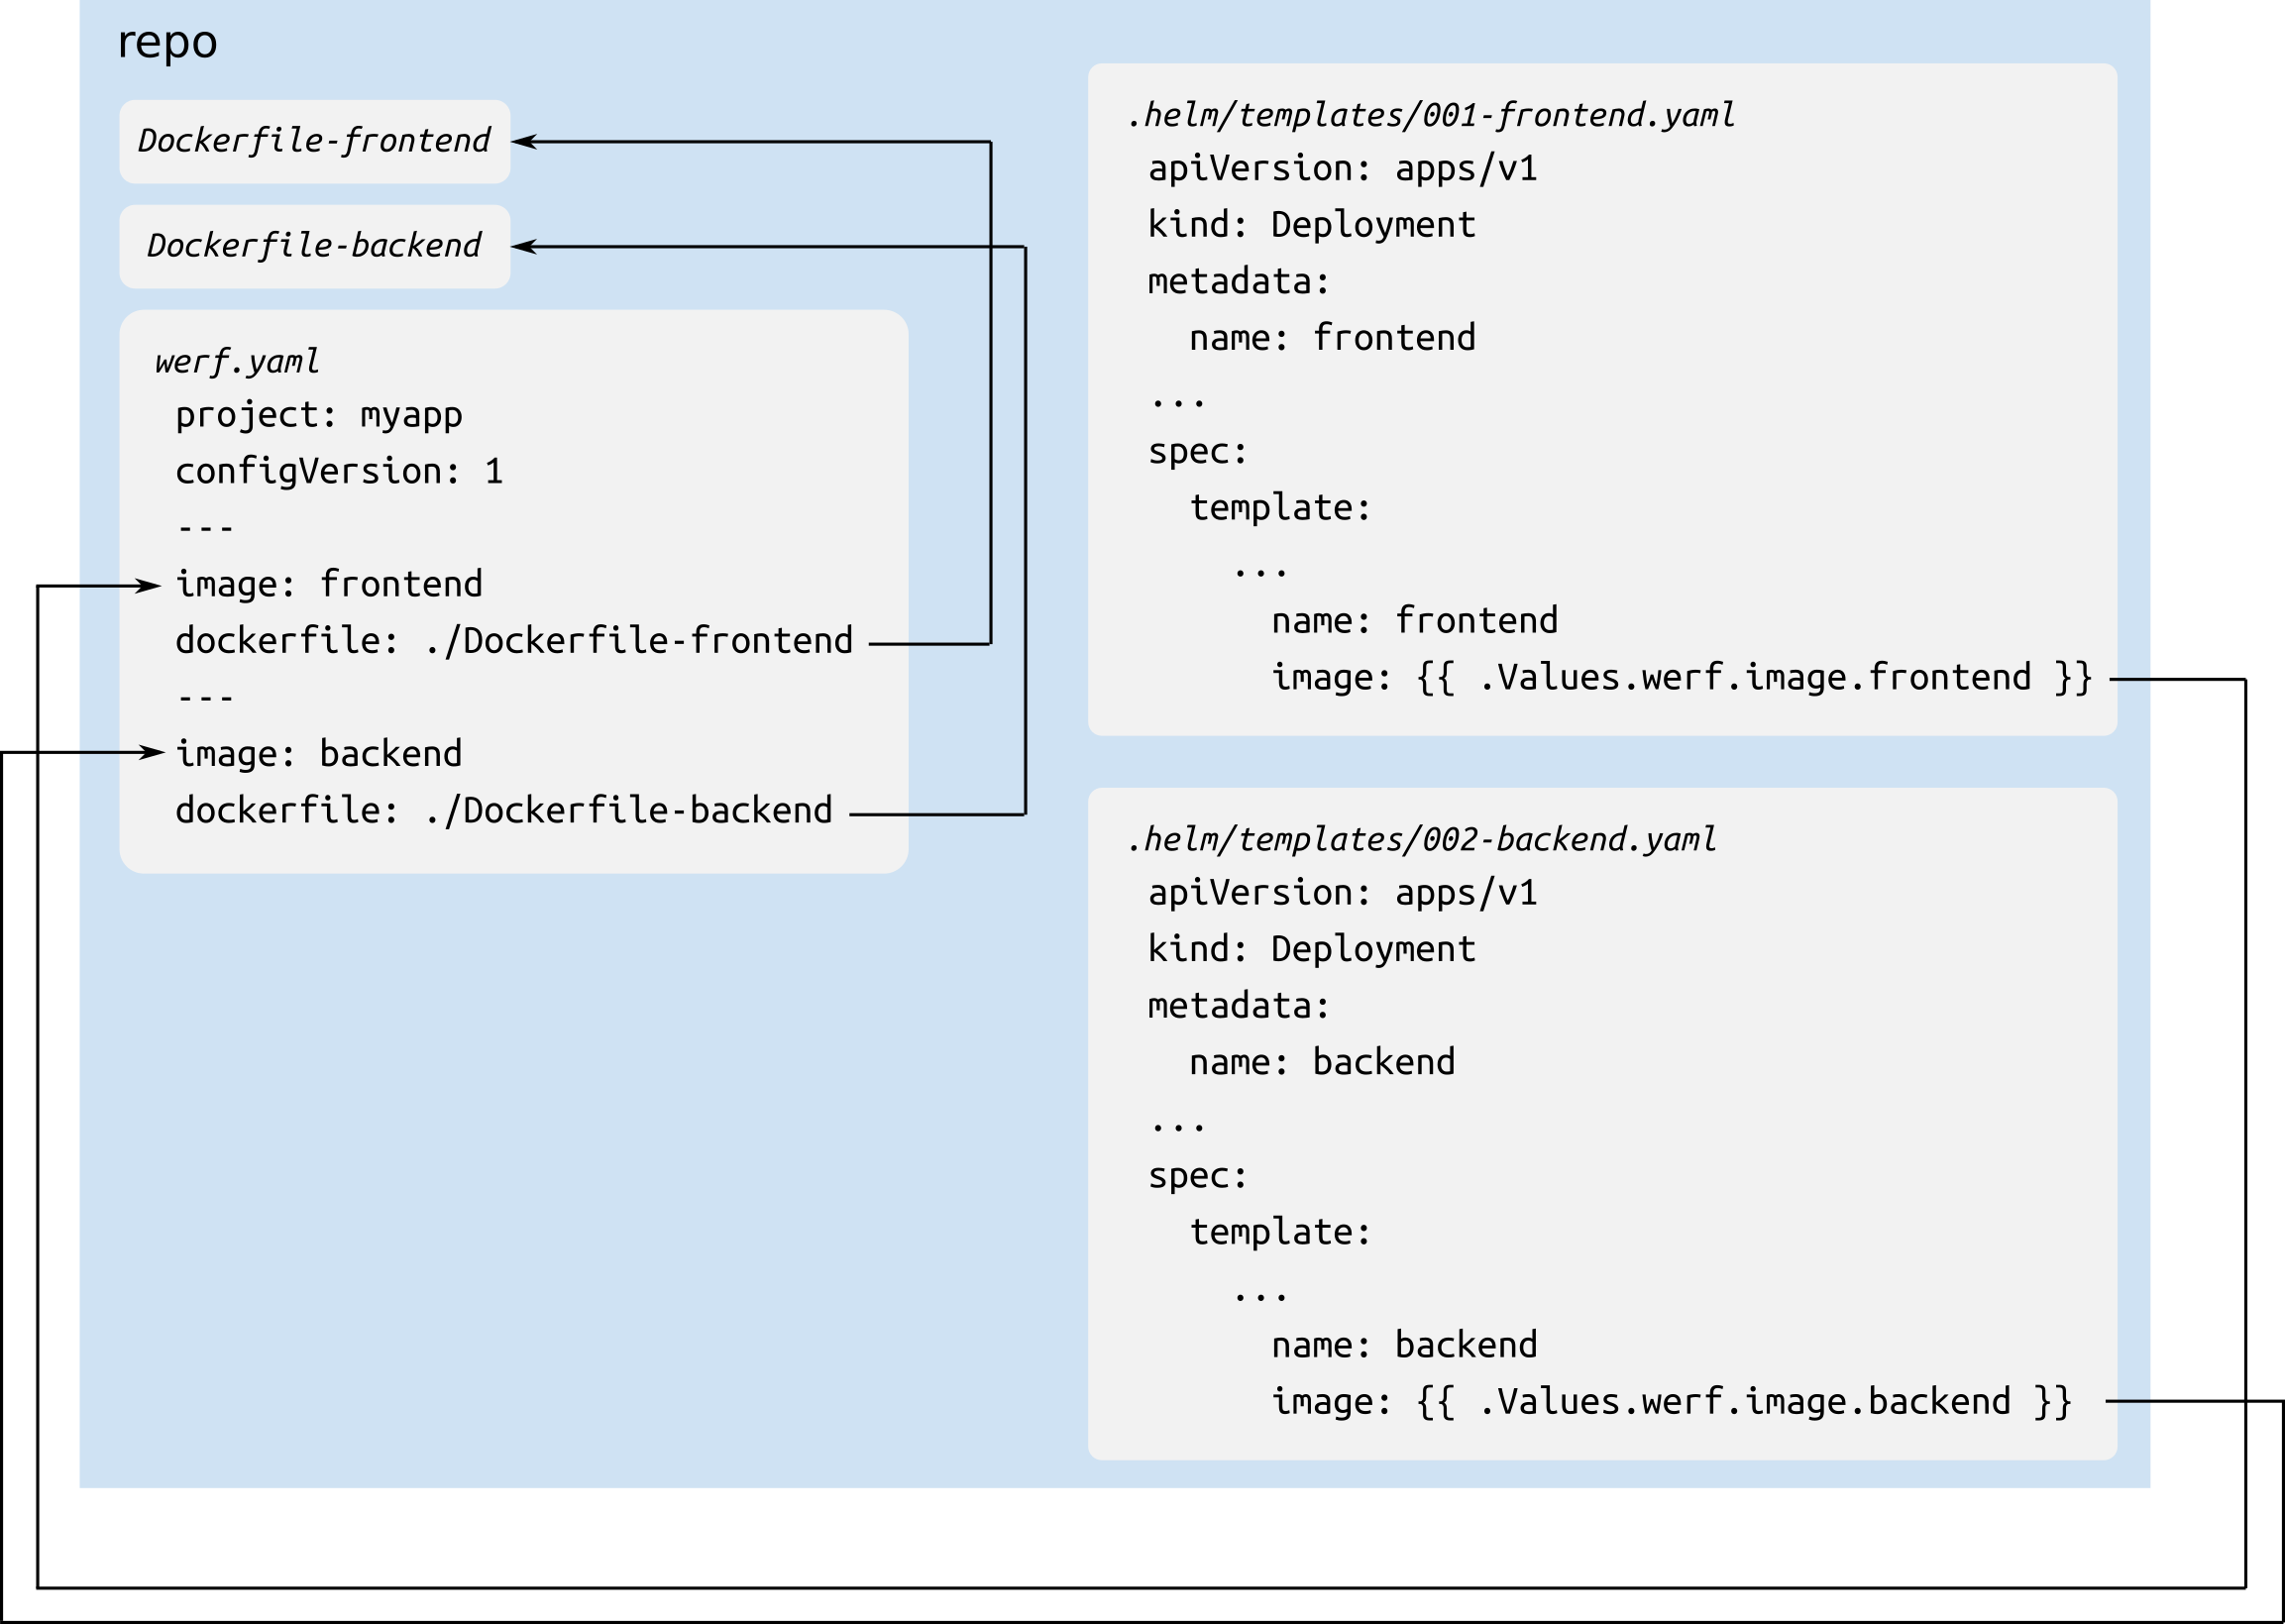 repo
Dockerfile-frontend
Dockerfile-backend
werf.yaml
project: myapp
configVersion: 1
---
image: frontend
dockerfile: ./Dockerfile-frontend
---
image: backend
dockerfile: ./Dockerfile-backend
.helm/templates/001-frontend.yaml
apiVersion: apps/v1
kind: Deployment
metadata:
  name: frontend
...
spec:
  template:
    ...
      name: frontend
      image: {{ .Values.werf.image.frontend }}
.helm/templates/002-backend.yaml
apiVersion: apps/v1
kind: Deployment
metadata:
  name: backend
...
spec:
  template:
    ...
      name: backend
      image: {{ .Values.werf.image.backend }}